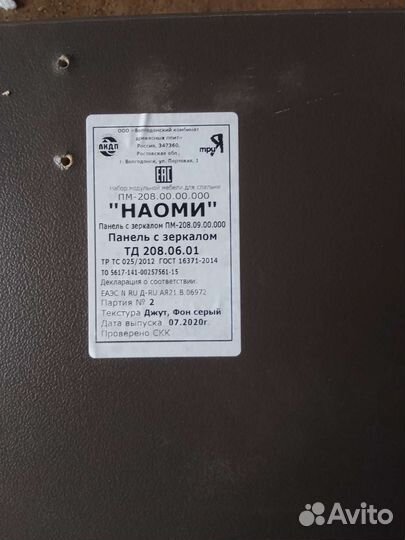 ООО «Волгодонский комбинат
древесных плит»
Россия, 347360,
Ростовская обл.,
г. Волгодонск, ул. Портовая, 1
ВКДП
ТриЯ
ЕАС
Набор модульной мебели для спальни
ПМ-208.00.00.000
"НАОМИ"
Панель с зеркалом ПМ-208.09.00.000
Панель с зеркалом
ТД 208.06.01
ТР ТС 025/2012 ГОСТ 16371-2014
ТО 5617-141-00257561-15
Декларация о соответствии:
ЕАЭС N RU Д-RU.АЯ21.В.06972
Партия № 2
Текстура Джут, Фон серый
Дата выпуска 07.2020г.
Проверено СКК
Avito